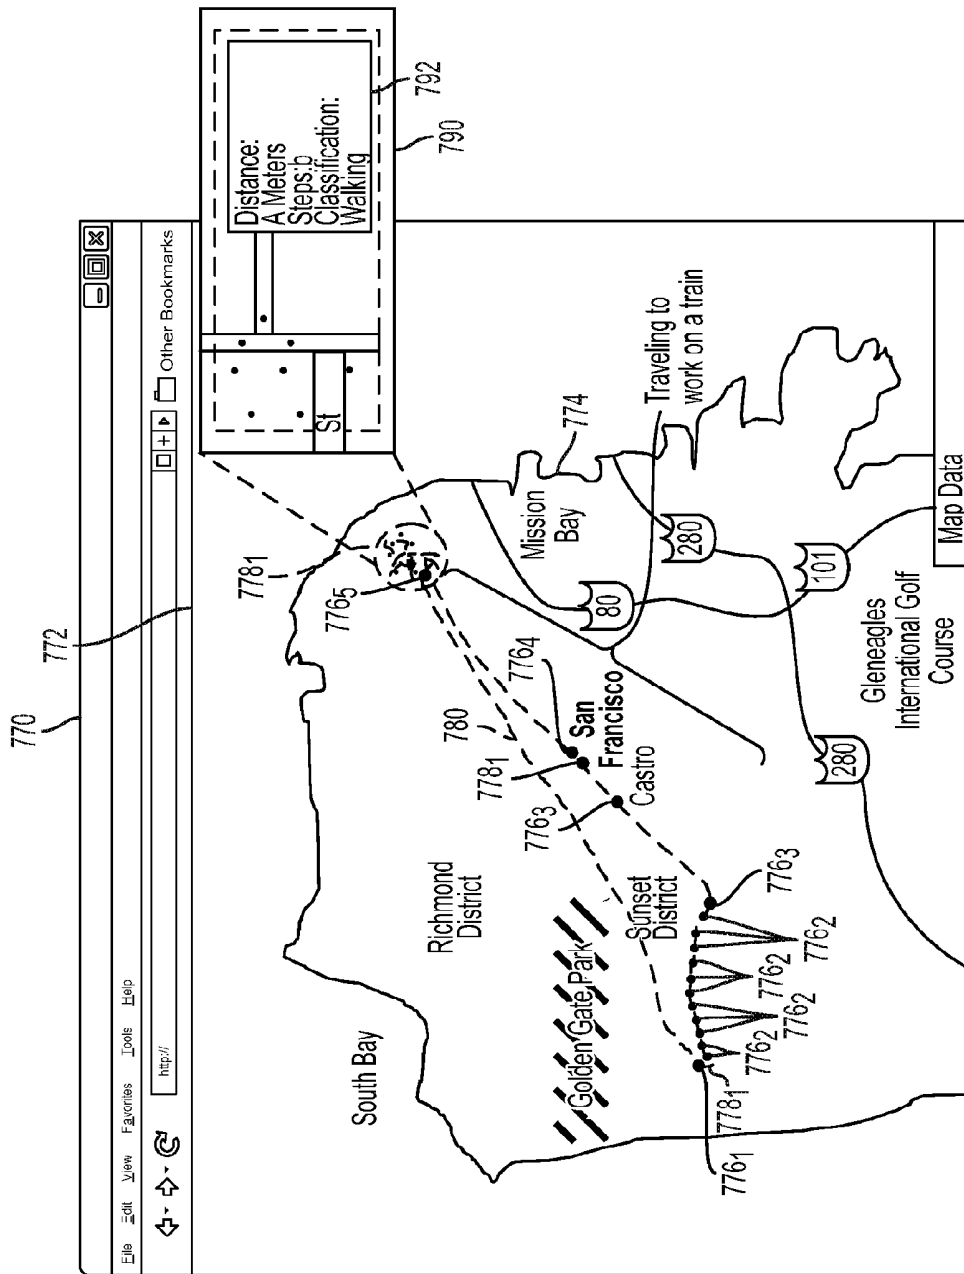 770
772
File Edit View Favorites Tools Help
http://
Other Bookmarks
South Bay
Richmond
District
Golden Gate Park
Sunset
District
San
Francisco
Castro
Mission
Bay
80
280
101
280
Gleneagles
International Golf
Course
Map Data
Traveling to
work on a train
774
7781
7765
780
7764
7781
7763
7763
7762
7762
7762
7762
7781
7761
St
Distance:
A Meters
Steps:b
Classification:
Walking
792
790